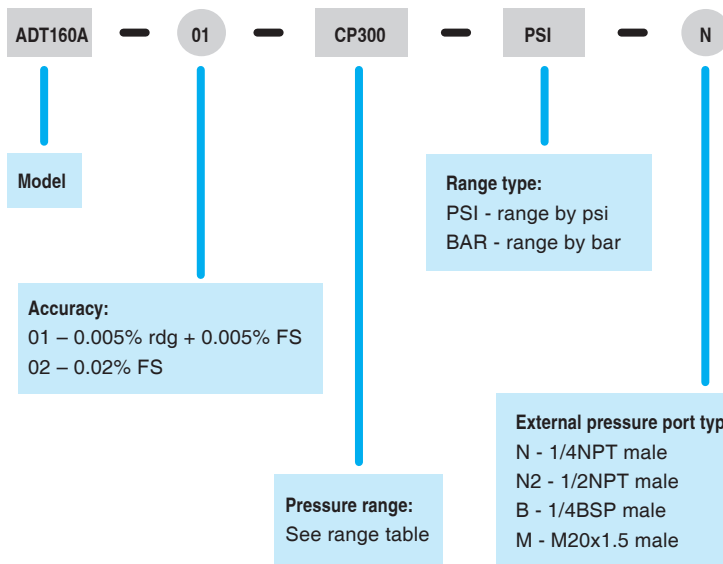 ADT160A – 01 – CP300 – PSI – N
Model
Range type:
PSI - range by psi
BAR - range by bar
Accuracy:
01 – 0.005% rdg + 0.005% FS
02 – 0.02% FS
External pressure port typ
N - 1/4NPT male
N2 - 1/2NPT male
B - 1/4BSP male
M - M20x1.5 male
Pressure range:
See range table